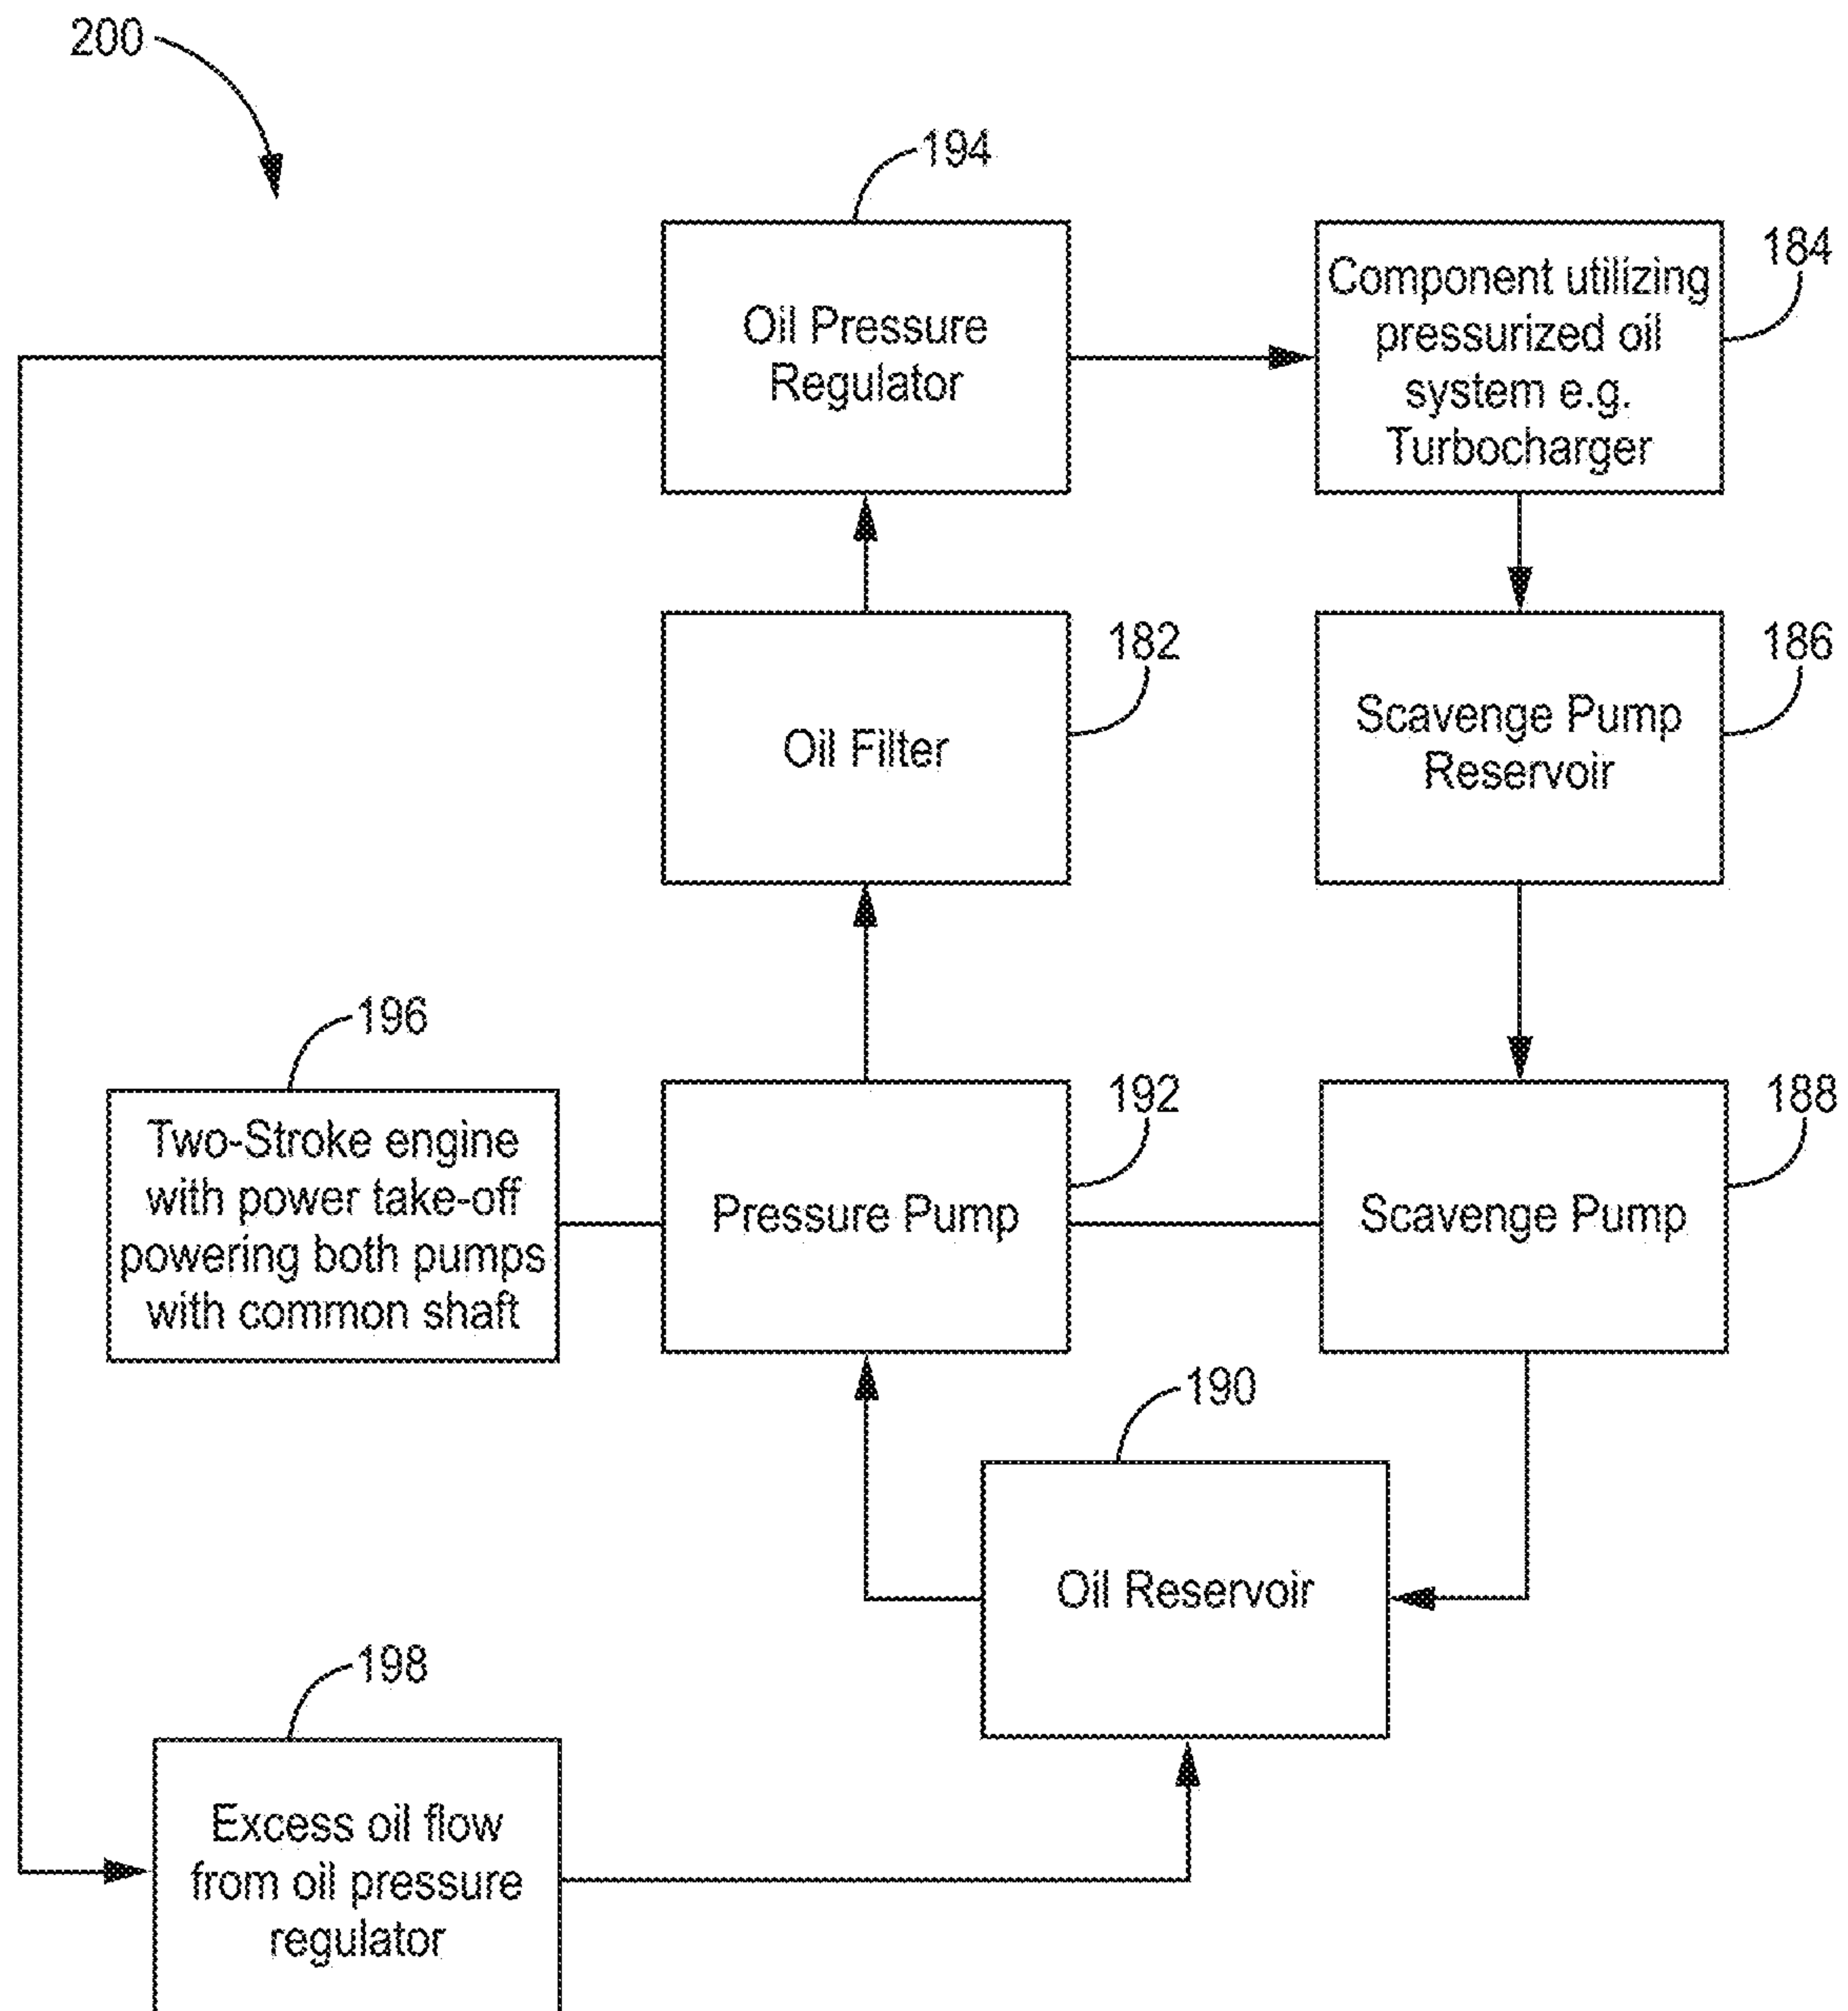 200
194
Oil Pressure
Regulator
184
Component utilizing
pressurized oil
system e.g.
Turbocharger
182
Oil Filter
186
Scavenge Pump
Reservoir
196
Two-Stroke engine
with power take-off
powering both pumps
with common shaft
192
Pressure Pump
188
Scavenge Pump
190
Oil Reservoir
198
Excess oil flow
from oil pressure
regulator